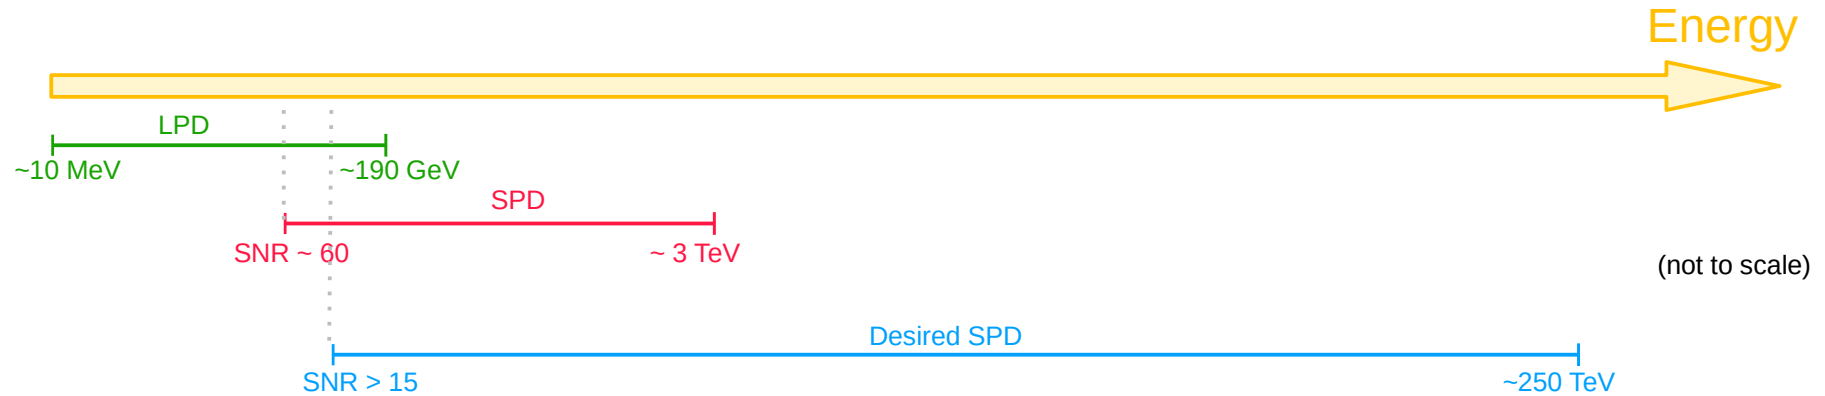 Energy
LPD
~10 MeV
~190 GeV
SPD
SNR ~ 60
~ 3 TeV
(not to scale)
Desired SPD
SNR > 15
~250 TeV